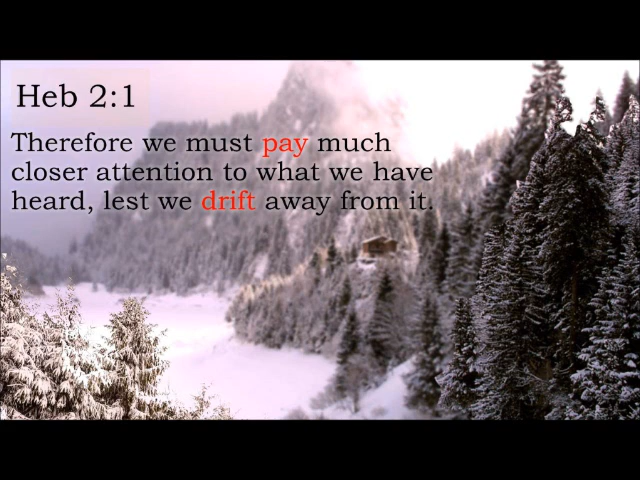 Heb 2:1
Therefore we must pay much
closer attention to what we have
heard, lest we drift away from it.